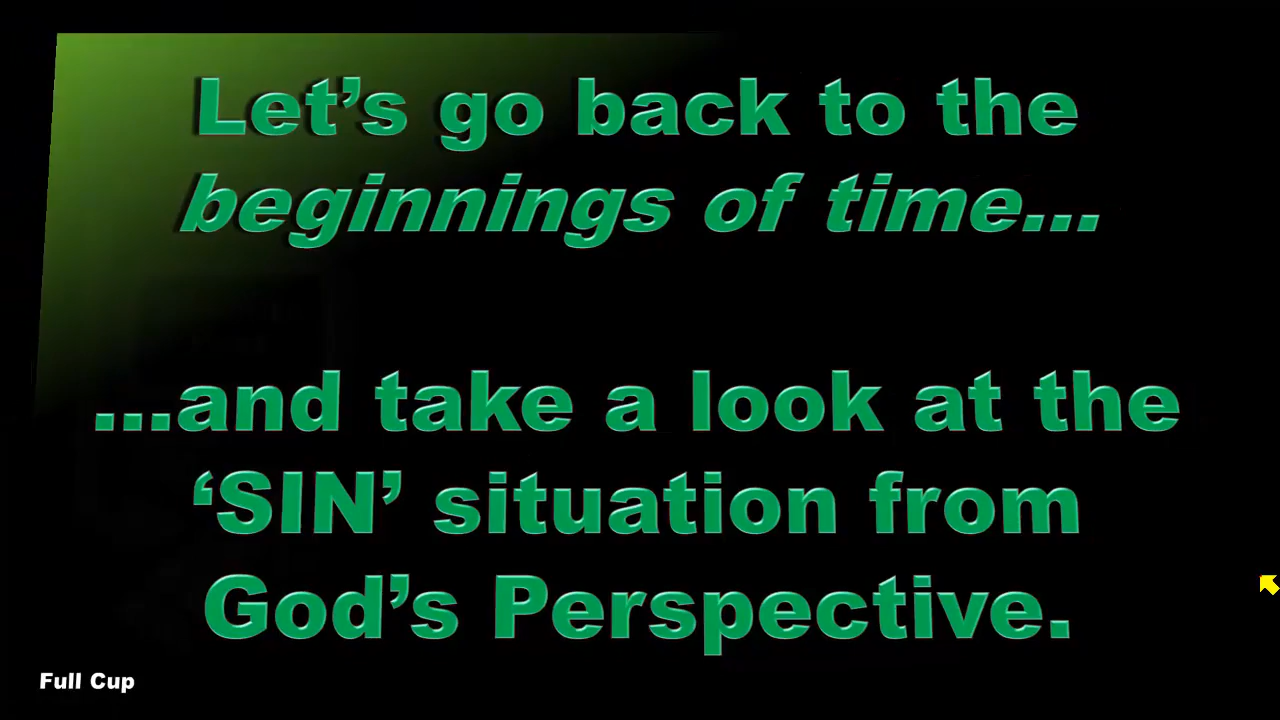 Let’s go back to the
beginnings of time...
...and take a look at the
‘SIN’ situation from
God’s Perspective.
Full Cup